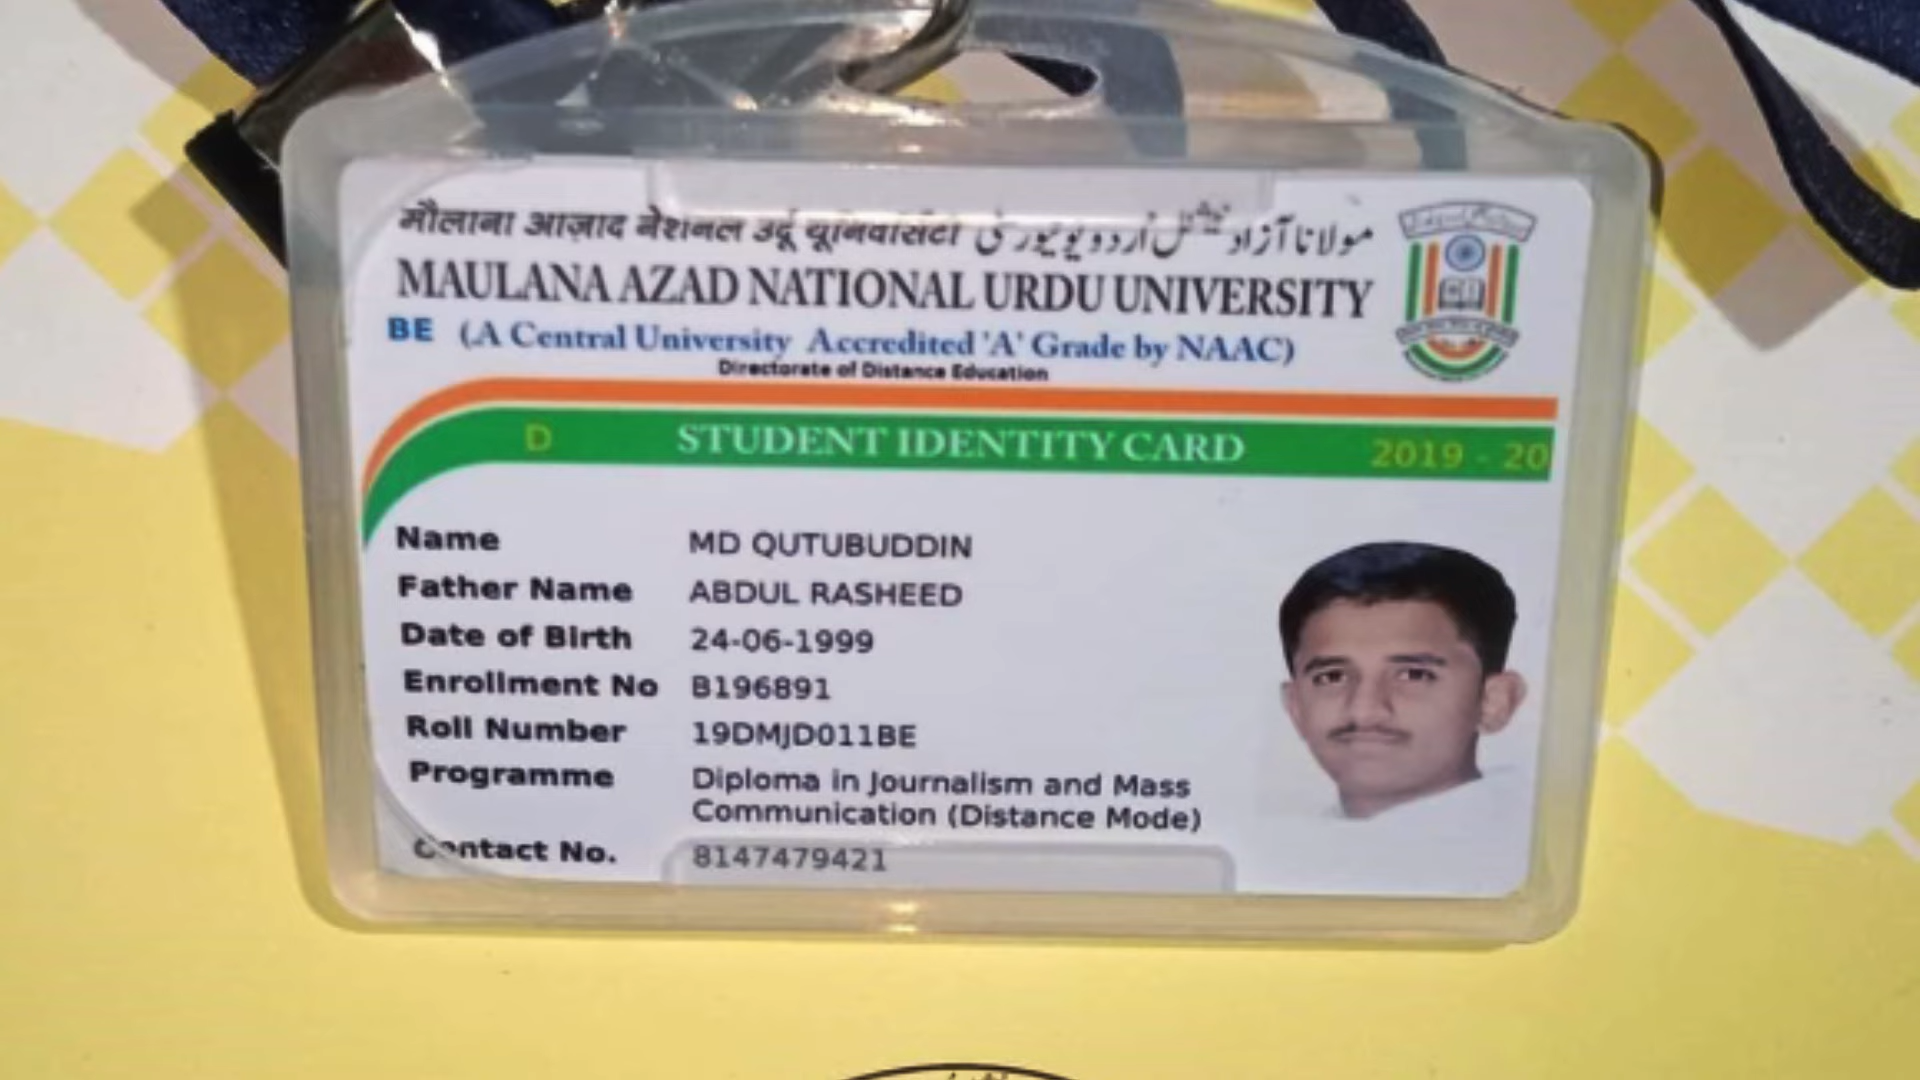 मौलाना आज़ाद नेशनल उर्दू यूनिवर्सिटी مولانا آزاد نیشنل اُردو یونیورسٹی
MAULANA AZAD NATIONAL URDU UNIVERSITY
BE (A Central University Accredited 'A' Grade by NAAC)
Directorate of Distance Education
D STUDENT IDENTITY CARD 2019 - 20
Name MD QUTUBUDDIN
Father Name ABDUL RASHEED
Date of Birth 24-06-1999
Enrollment No B196891
Roll Number 19DMJD011BE
Programme Diploma in Journalism and Mass
Communication (Distance Mode)
Contact No. 8147479421